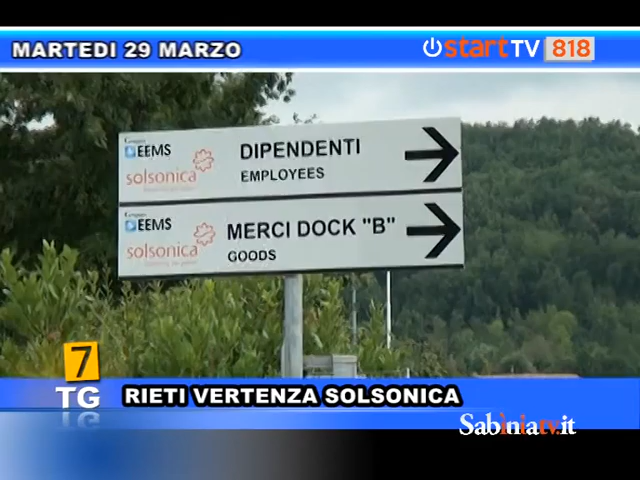 MARTEDI 29 MARZO
startTV 818
Gruppo
EEMS
solsonica
DIPENDENTI
EMPLOYEES
Gruppo
EEMS
solsonica
MERCI DOCK "B"
GOODS
7
TG
RIETI VERTENZA SOLSONICA
Sabiniatv.it